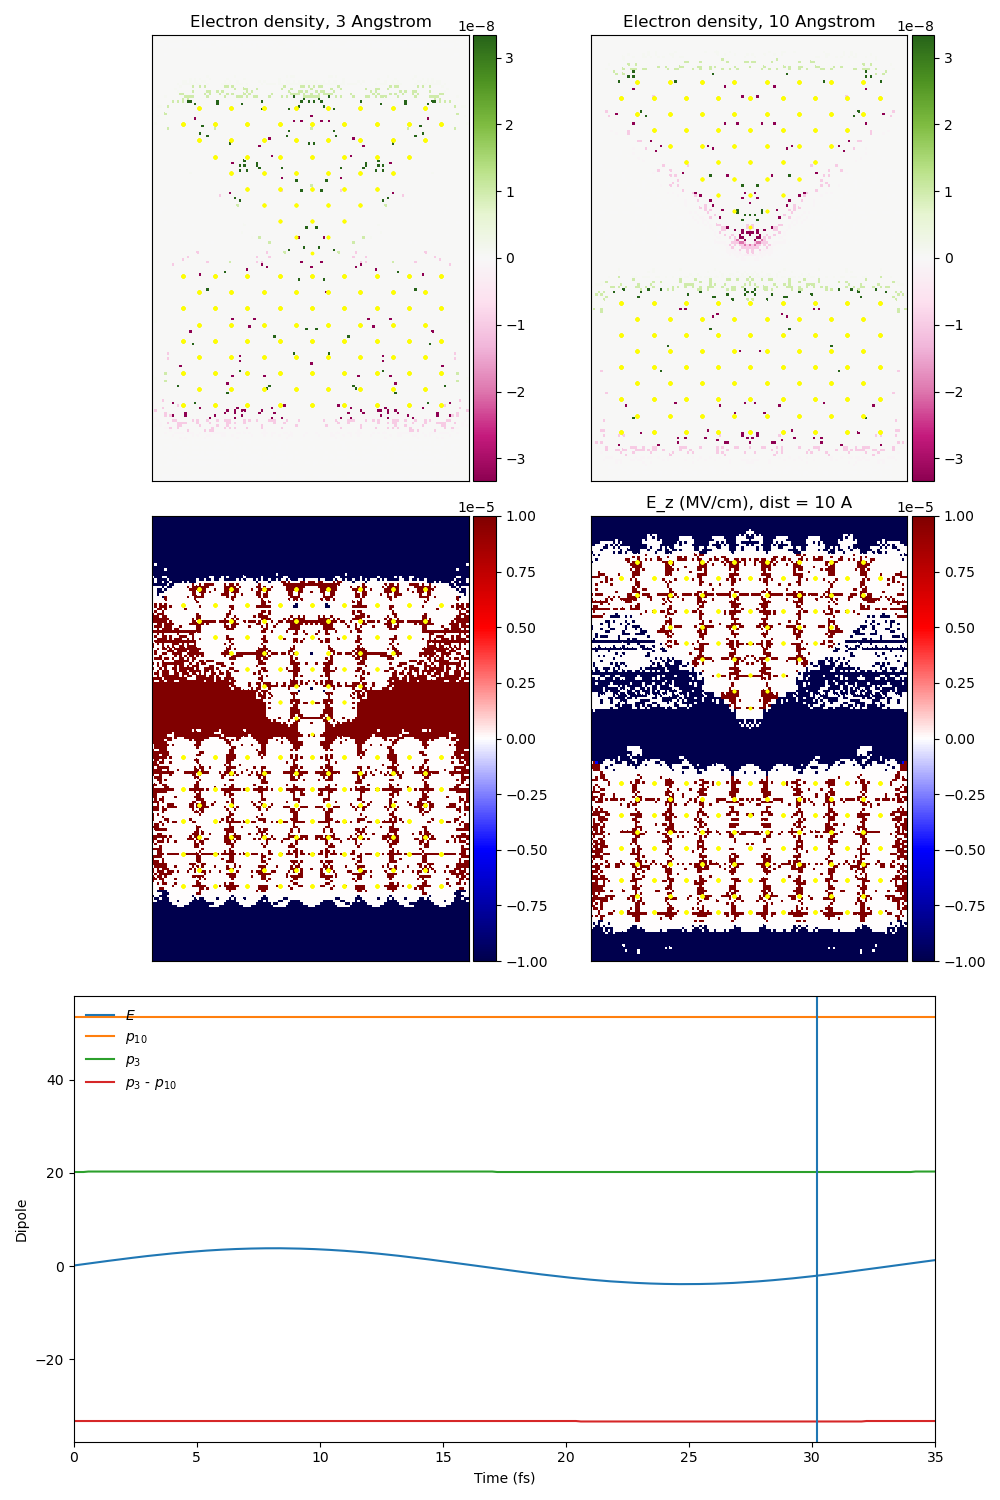 Electron density, 3 Angstrom
1e−8
3
2
1
0
−1
−2
−3
Electron density, 10 Angstrom
1e−8
3
2
1
0
−1
−2
−3
1e−5
1.00
0.75
0.50
0.25
0.00
−0.25
−0.50
−0.75
−1.00
E_z (MV/cm), dist = 10 A
1e−5
1.00
0.75
0.50
0.25
0.00
−0.25
−0.50
−0.75
−1.00
E
p10
p3
p3 - p10
40
20
0
−20
Dipole
0 5 10 15 20 25 30 35
Time (fs)